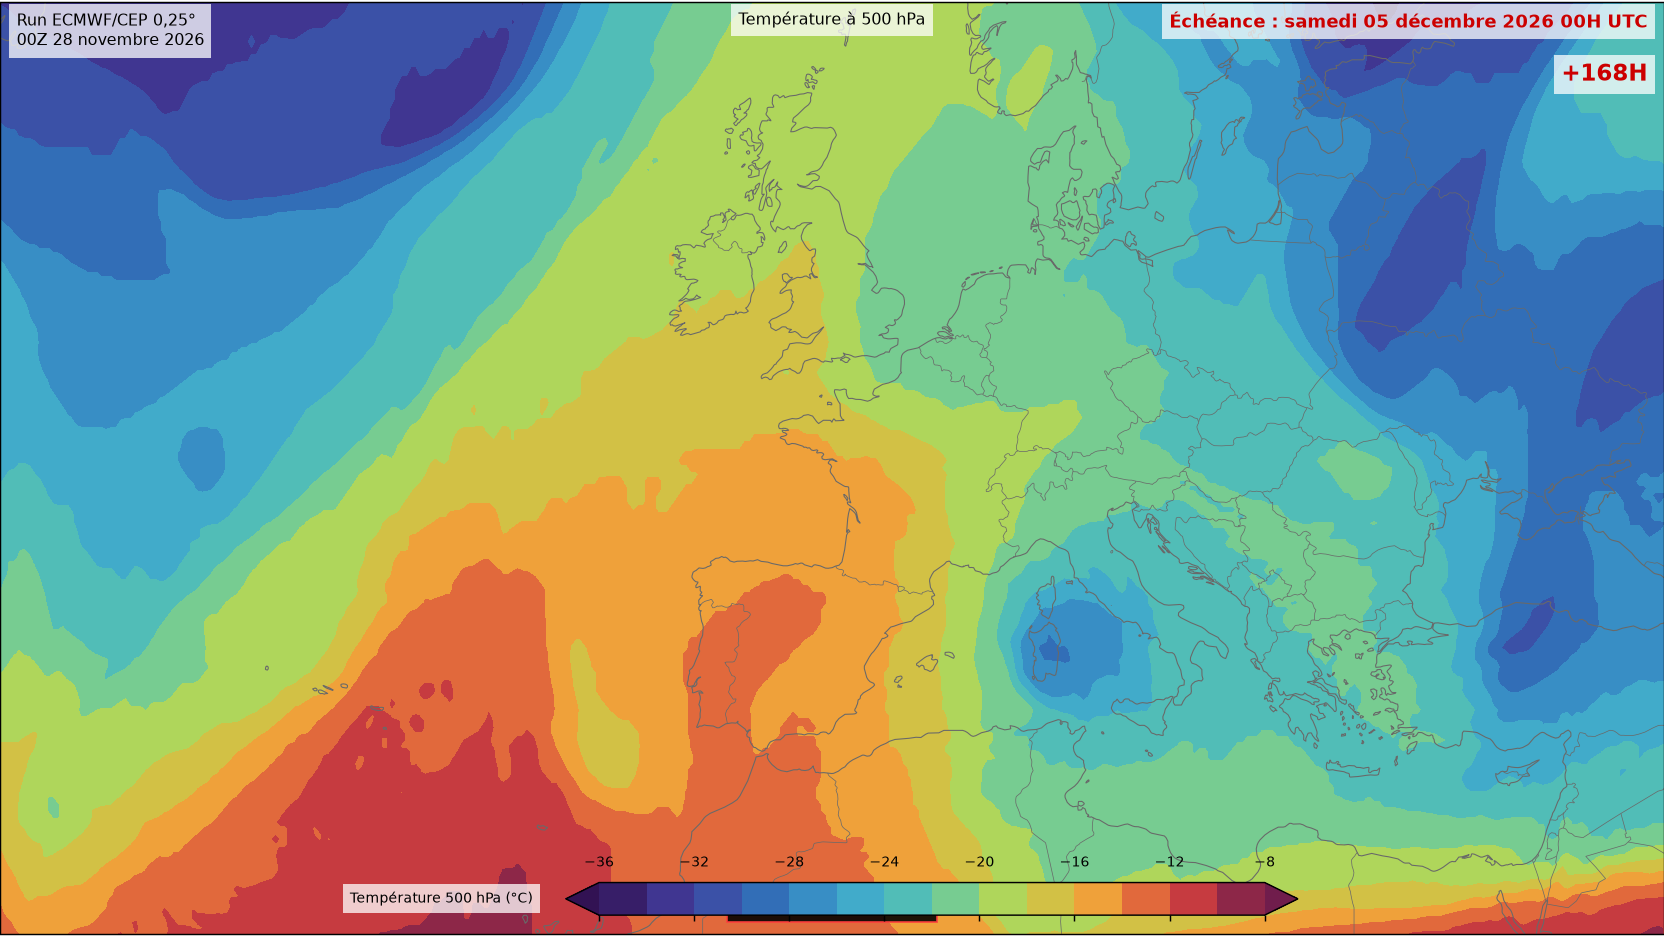 Run ECMWF/CEP 0,25°
00Z 28 novembre 2026
Température à 500 hPa
Échéance : samedi 05 décembre 2026 00H UTC
+168H
−36 −32 −28 −24 −20 −16 −12 −8
Température 500 hPa (°C)